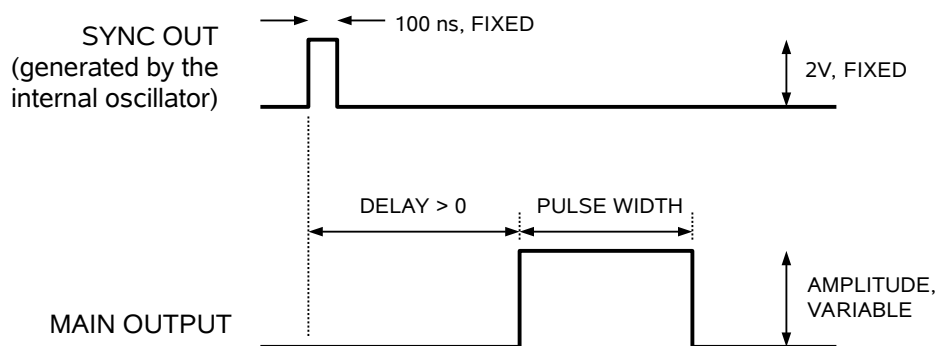 100 ns, FIXED
SYNC OUT
(generated by the
internal oscillator)
2V, FIXED
DELAY > 0
PULSE WIDTH
AMPLITUDE,
VARIABLE
MAIN OUTPUT